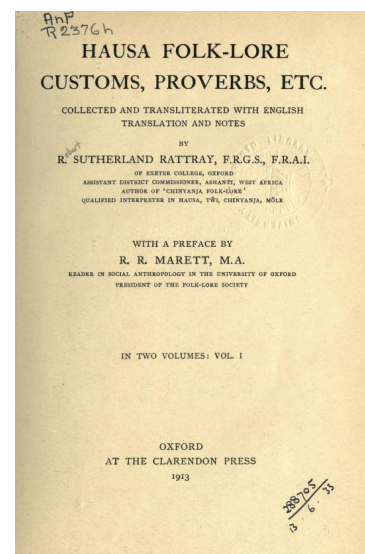 AnP
R2376h
HAUSA FOLK-LORE
CUSTOMS, PROVERBS, ETC.
COLLECTED AND TRANSLITERATED WITH ENGLISH
TRANSLATION AND NOTES
BY
R. SUTHERLAND RATTRAY, F.R.G.S., F.R.A.I.
OF EXETER COLLEGE, OXFORD
ASSISTANT DISTRICT COMMISSIONER, ASHANTI, WEST AFRICA
AUTHOR OF 'CHINYANJA FOLK-LORE'
QUALIFIED INTERPRETER IN HAUSA, TWI, CHINYANJA, MÔLE
WITH A PREFACE BY
R. R. MARETT, M.A.
READER IN SOCIAL ANTHROPOLOGY IN THE UNIVERSITY OF OXFORD
PRESIDENT OF THE FOLK-LORE SOCIETY
IN TWO VOLUMES: VOL. I
OXFORD
AT THE CLARENDON PRESS
1913
288705
13. 6. 33